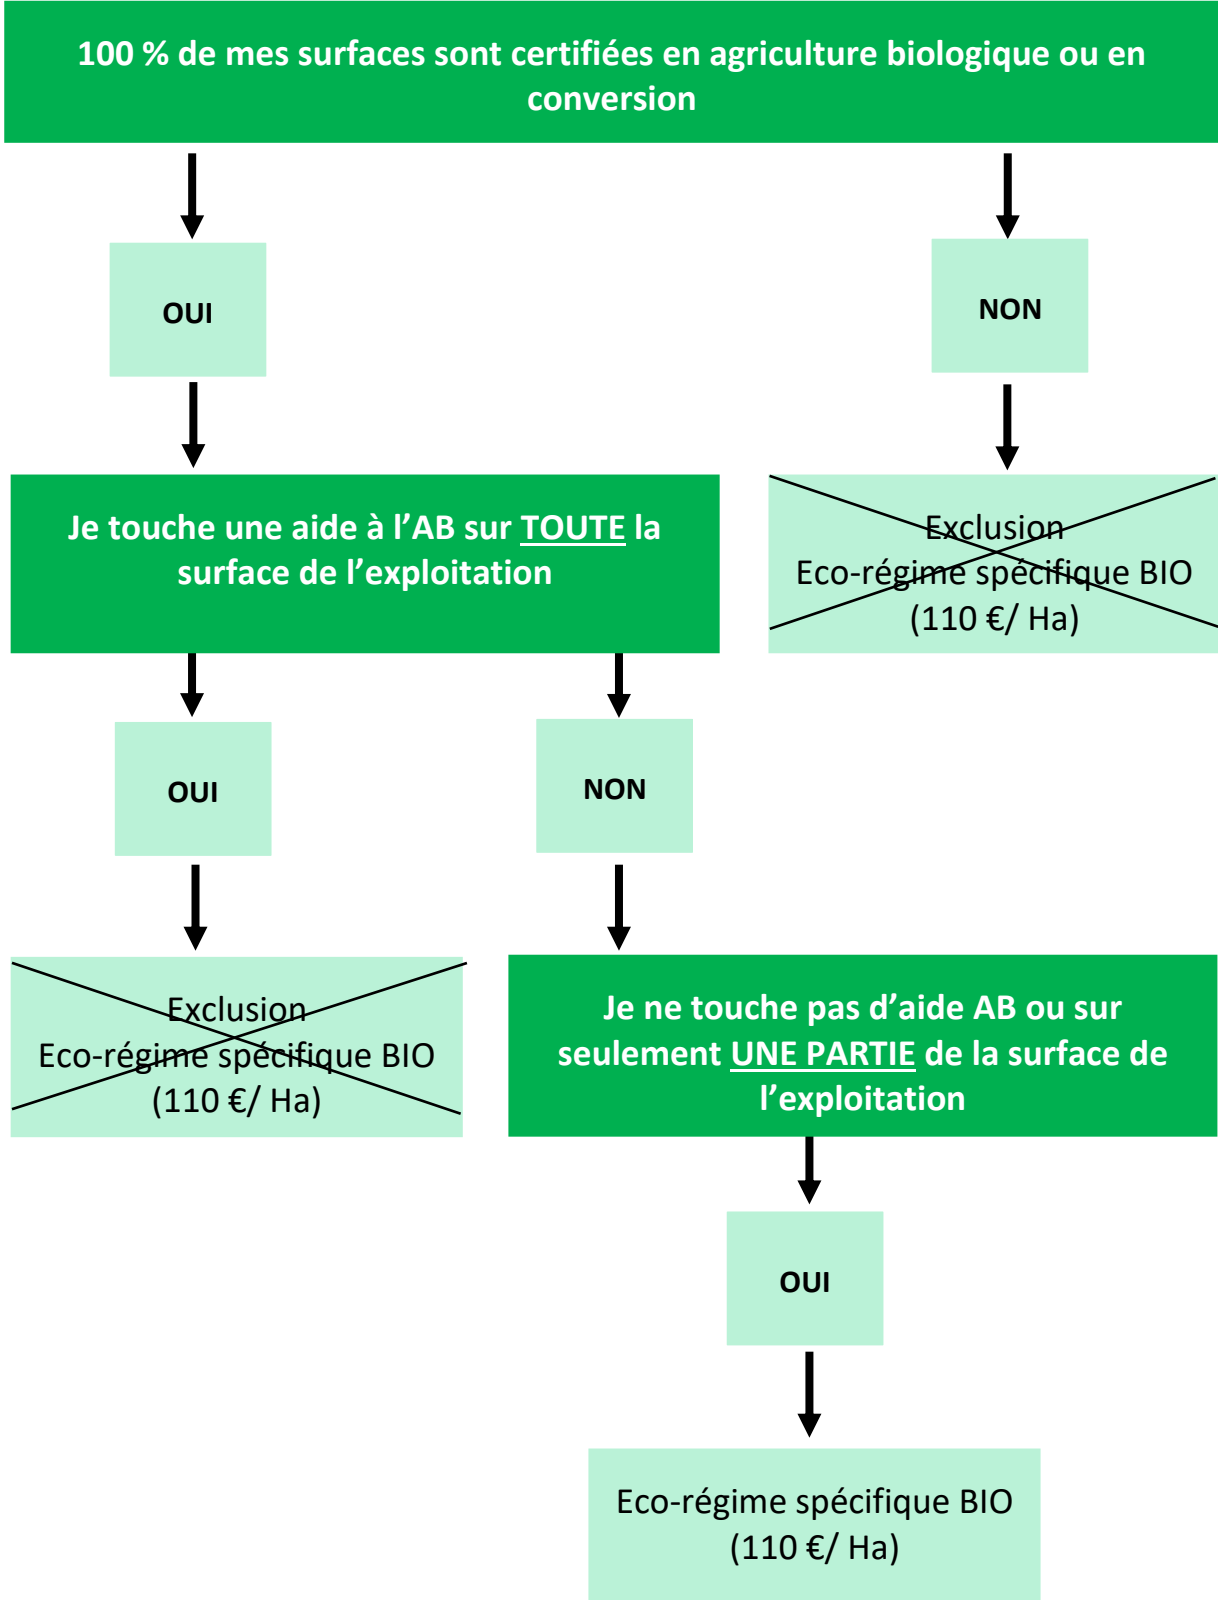 100 % de mes surfaces sont certifiées en agriculture biologique ou en
conversion
OUI
NON
Je touche une aide à l’AB sur TOUTE la
surface de l’exploitation
Exclusion
Eco-régime spécifique BIO
(110 €/ Ha)
OUI
NON
Exclusion
Eco-régime spécifique BIO
(110 €/ Ha)
Je ne touche pas d’aide AB ou sur
seulement UNE PARTIE de la surface de
l’exploitation
OUI
Eco-régime spécifique BIO
(110 €/ Ha)